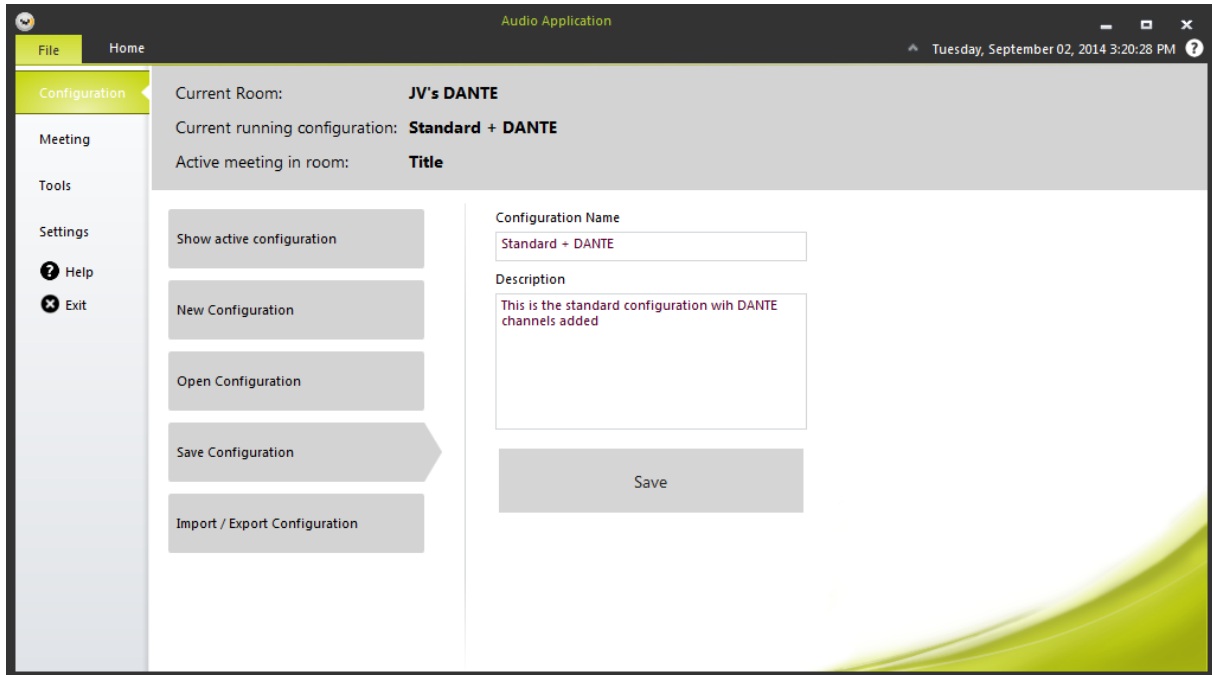 Audio Application
File
Home
Tuesday, September 02, 2014 3:20:28 PM
Configuration
Meeting
Tools
Settings
Help
Exit
Current Room: JV's DANTE
Current running configuration: Standard + DANTE
Active meeting in room: Title
Show active configuration
New Configuration
Open Configuration
Save Configuration
Import / Export Configuration
Configuration Name
Standard + DANTE
Description
This is the standard configuration wih DANTE
channels added
Save